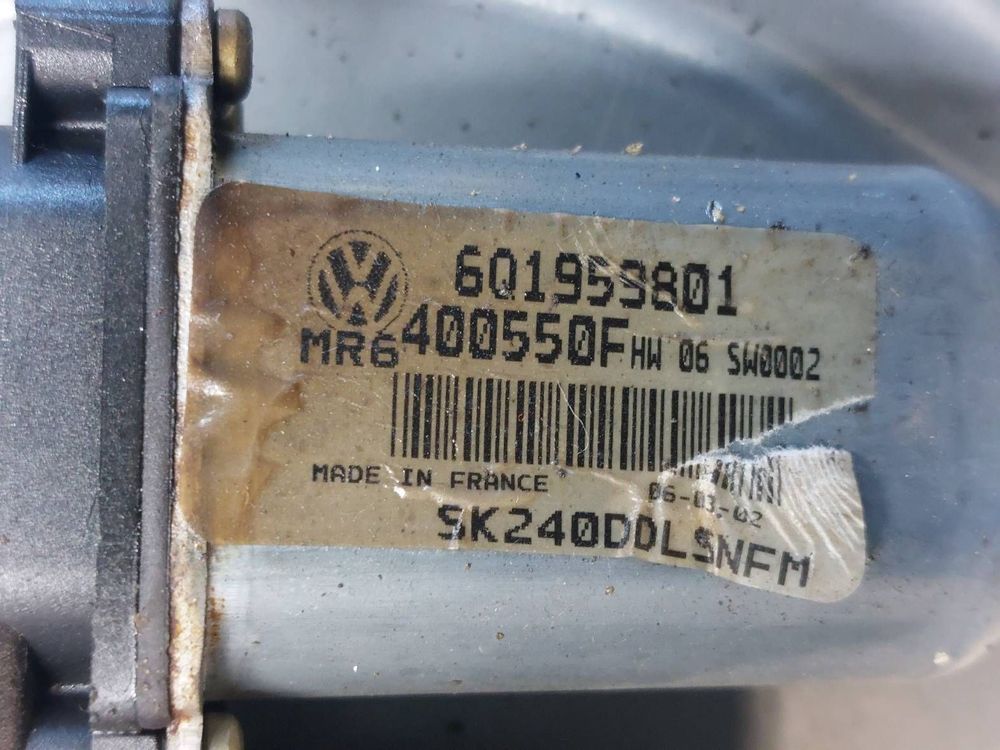 6Q1959801
MR6 400550F HW 06 SW0002
MADE IN FRANCE 06-03-02
SK240DDLSNFM